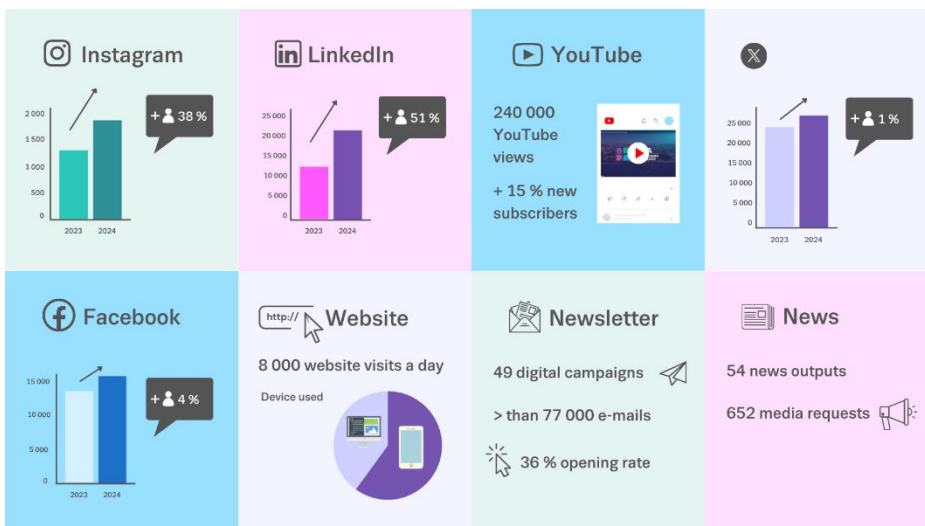 Instagram
2 000
1 500
1 000
500
0
2023 2024
+ 38 %
LinkedIn
25 000
20 000
15 000
10 000
5 000
0
2023 2024
+ 51 %
YouTube
240 000
YouTube
views
+ 15 % new
subscribers
X
25 000
20 000
15 000
10 000
5 000
0
2023 2024
+ 1 %
Facebook
15 000
10 000
5 000
0
2023 2024
+ 4 %
http:// Website
8 000 website visits a day
Device used
Newsletter
49 digital campaigns
> than 77 000 e-mails
36 % opening rate
News
54 news outputs
652 media requests